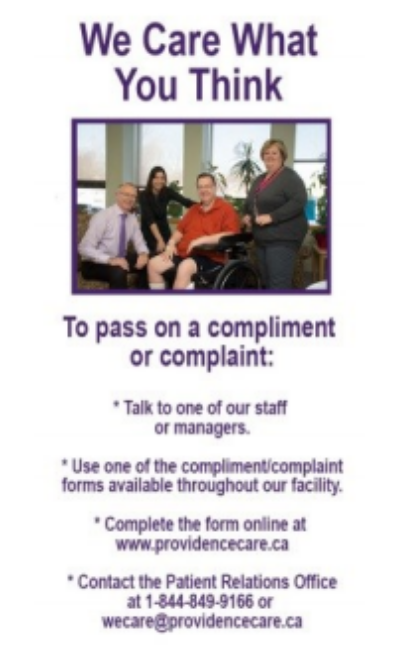 We Care What
You Think
To pass on a compliment
or complaint:
* Talk to one of our staff
or managers.
* Use one of the compliment/complaint
forms available throughout our facility.
* Complete the form online at
www.providencecare.ca
* Contact the Patient Relations Office
at 1-844-849-9166 or
wecare@providencecare.ca